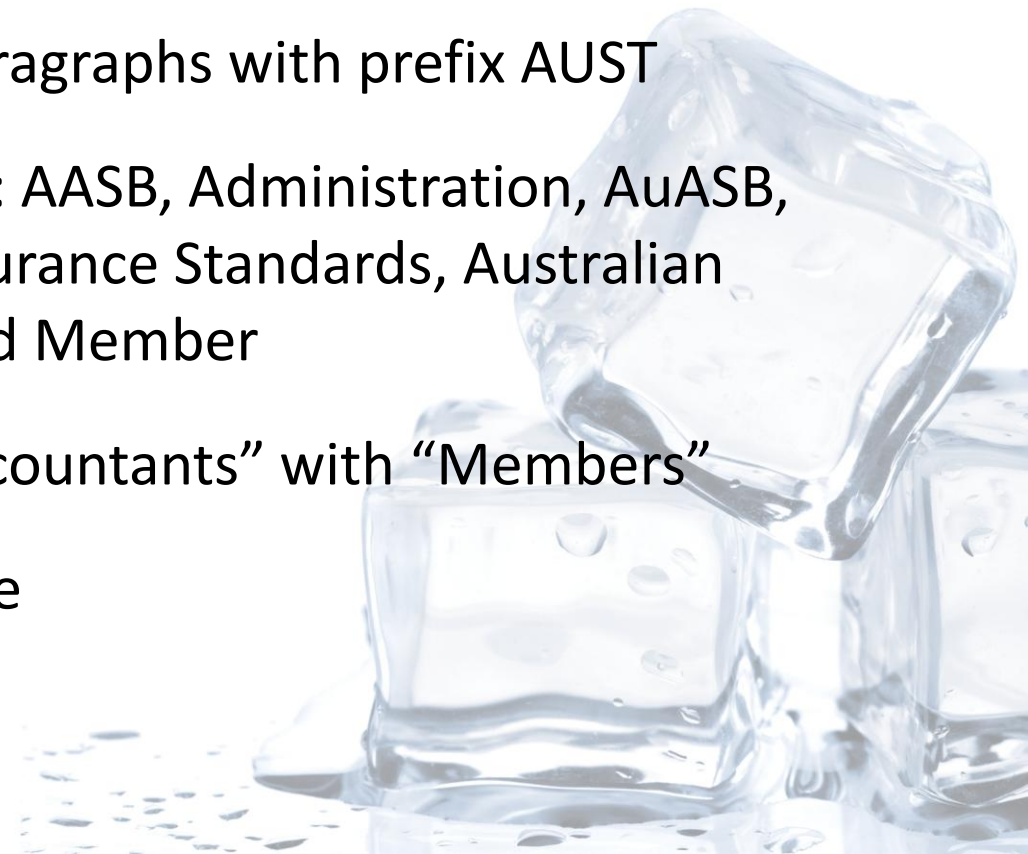 ragraphs with prefix AUST
: AASB, Administration, AuASB,
urance Standards, Australian
d Member
countants” with “Members”
e